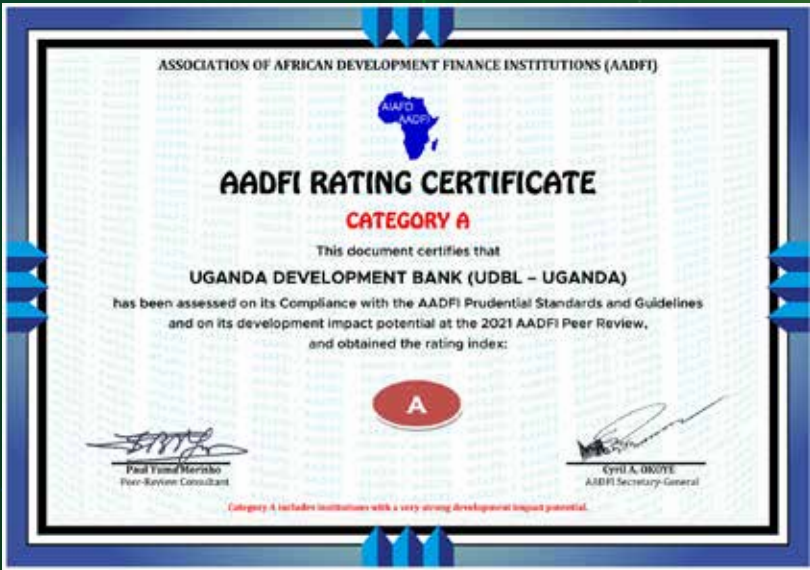 ASSOCIATION OF AFRICAN DEVELOPMENT FINANCE INSTITUTIONS (AADFI)
AIAFD
AADFI
AADFI RATING CERTIFICATE
CATEGORY A
This document certifies that
UGANDA DEVELOPMENT BANK (UDBL – UGANDA)
has been assessed on its Compliance with the AADFI Prudential Standards and Guidelines
and on its development impact potential at the 2021 AADFI Peer Review,
and obtained the rating index:
A
Paul
Peer-Review Consultant
Cyril A. OKOYE
AADFI Secretary-General
Category A includes institutions with a very strong development impact potential.